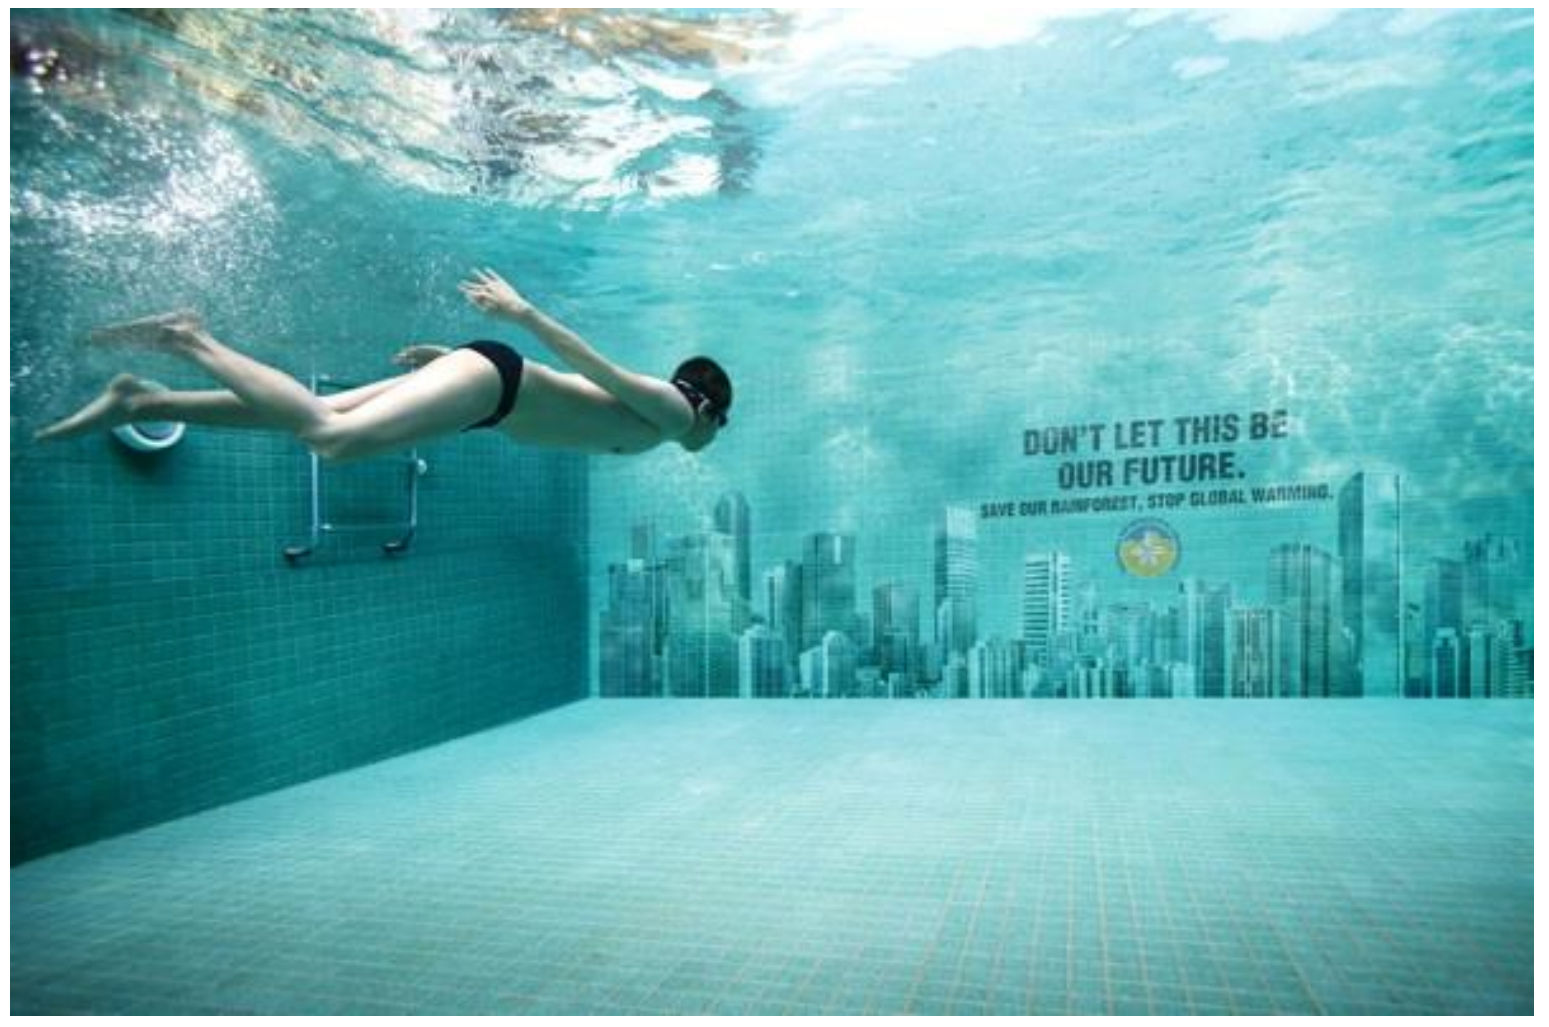 DON'T LET THIS BE
OUR FUTURE.
SAVE OUR RAINFOREST, STOP GLOBAL WARMING.